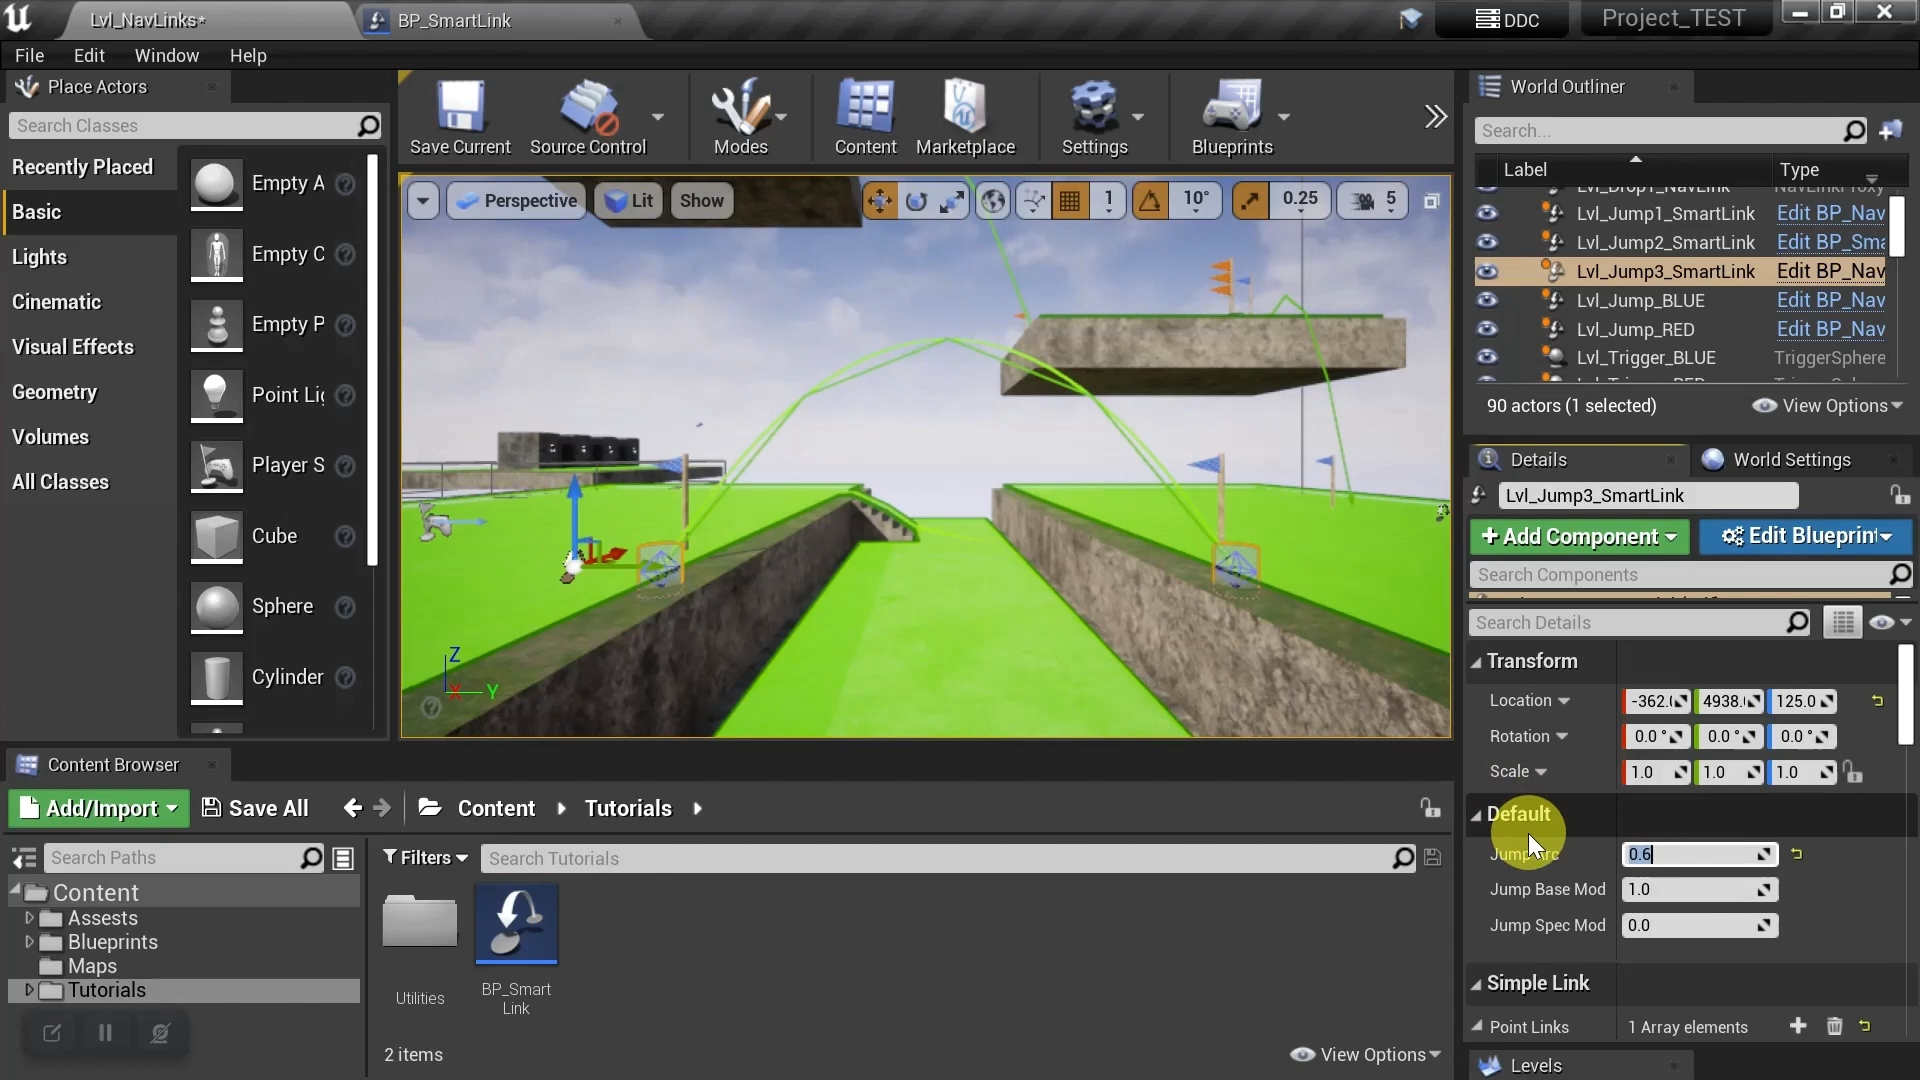 Lvl_NavLinks*
BP_SmartLink
DDC
Project_TEST
File Edit Window Help
Place Actors
Search Classes
Recently Placed
Basic
Lights
Cinematic
Visual Effects
Geometry
Volumes
All Classes
Empty A
Empty C
Empty P
Point Lig
Player S
Cube
Sphere
Cylinder
Save Current
Source Control
Modes
Content
Marketplace
Settings
Blueprints
Perspective
Lit
Show
1
10°
0.25
5
Z
X
Y
World Outliner
Search...
Label
Type
Lvl_Drop1_NavLink NavLinkProxy
Lvl_Jump1_SmartLink Edit BP_Nav
Lvl_Jump2_SmartLink Edit BP_Sma
Lvl_Jump3_SmartLink Edit BP_Nav
Lvl_Jump_BLUE Edit BP_Nav
Lvl_Jump_RED Edit BP_Nav
Lvl_Trigger_BLUE TriggerSphere
90 actors (1 selected)
View Options
Details
World Settings
Lvl_Jump3_SmartLink
+Add Component
Edit Blueprint
Search Components
Search Details
Transform
Location -362.( 4938.( 125.0
Rotation 0.0 ° 0.0 ° 0.0 °
Scale 1.0 1.0 1.0
Default
Jump Arc 0.6
Jump Base Mod 1.0
Jump Spec Mod 0.0
Simple Link
Point Links 1 Array elements
Levels
Content Browser
Add/Import
Save All
Content
Tutorials
Search Paths
Filters
Search Tutorials
Content
Assests
Blueprints
Maps
Tutorials
Utilities
BP_Smart
Link
2 items
View Options